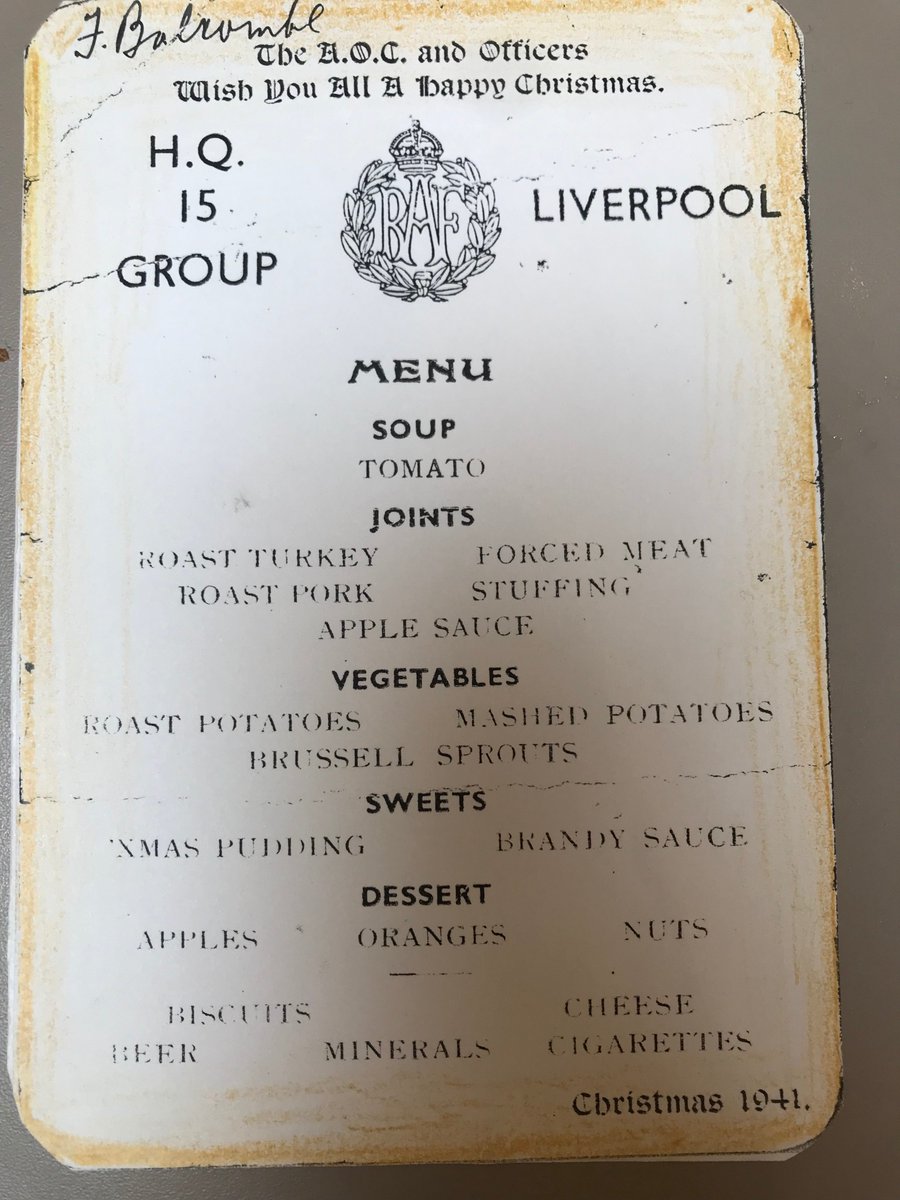 F. Balcombe
The A.O.C. and Officers
Wish You All A Happy Christmas.
H.Q.
15
GROUP
RAF
LIVERPOOL
MENU
SOUP
TOMATO
JOINTS
ROAST TURKEY FORCED MEAT
ROAST PORK STUFFING
APPLE SAUCE
VEGETABLES
ROAST POTATOES MASHED POTATOES
BRUSSELL SPROUTS
SWEETS
'XMAS PUDDING BRANDY SAUCE
DESSERT
APPLES ORANGES NUTS
BISCUITS CHEESE
BEER MINERALS CIGARETTES
Christmas 1941.